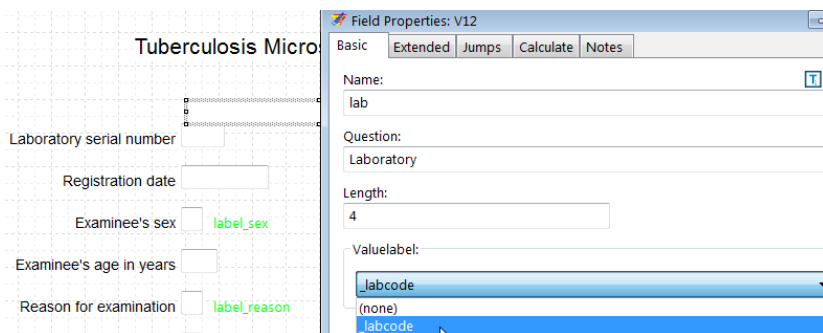 Tuberculosis Micros
Laboratory serial number
Registration date
Examinee's sex label_sex
Examinee's age in years
Reason for examination label_reason
Field Properties: V12
Basic Extended Jumps Calculate Notes
Name:
lab
Question:
Laboratory
Length:
4
Valuelabel:
_labcode
(none)
_labcode